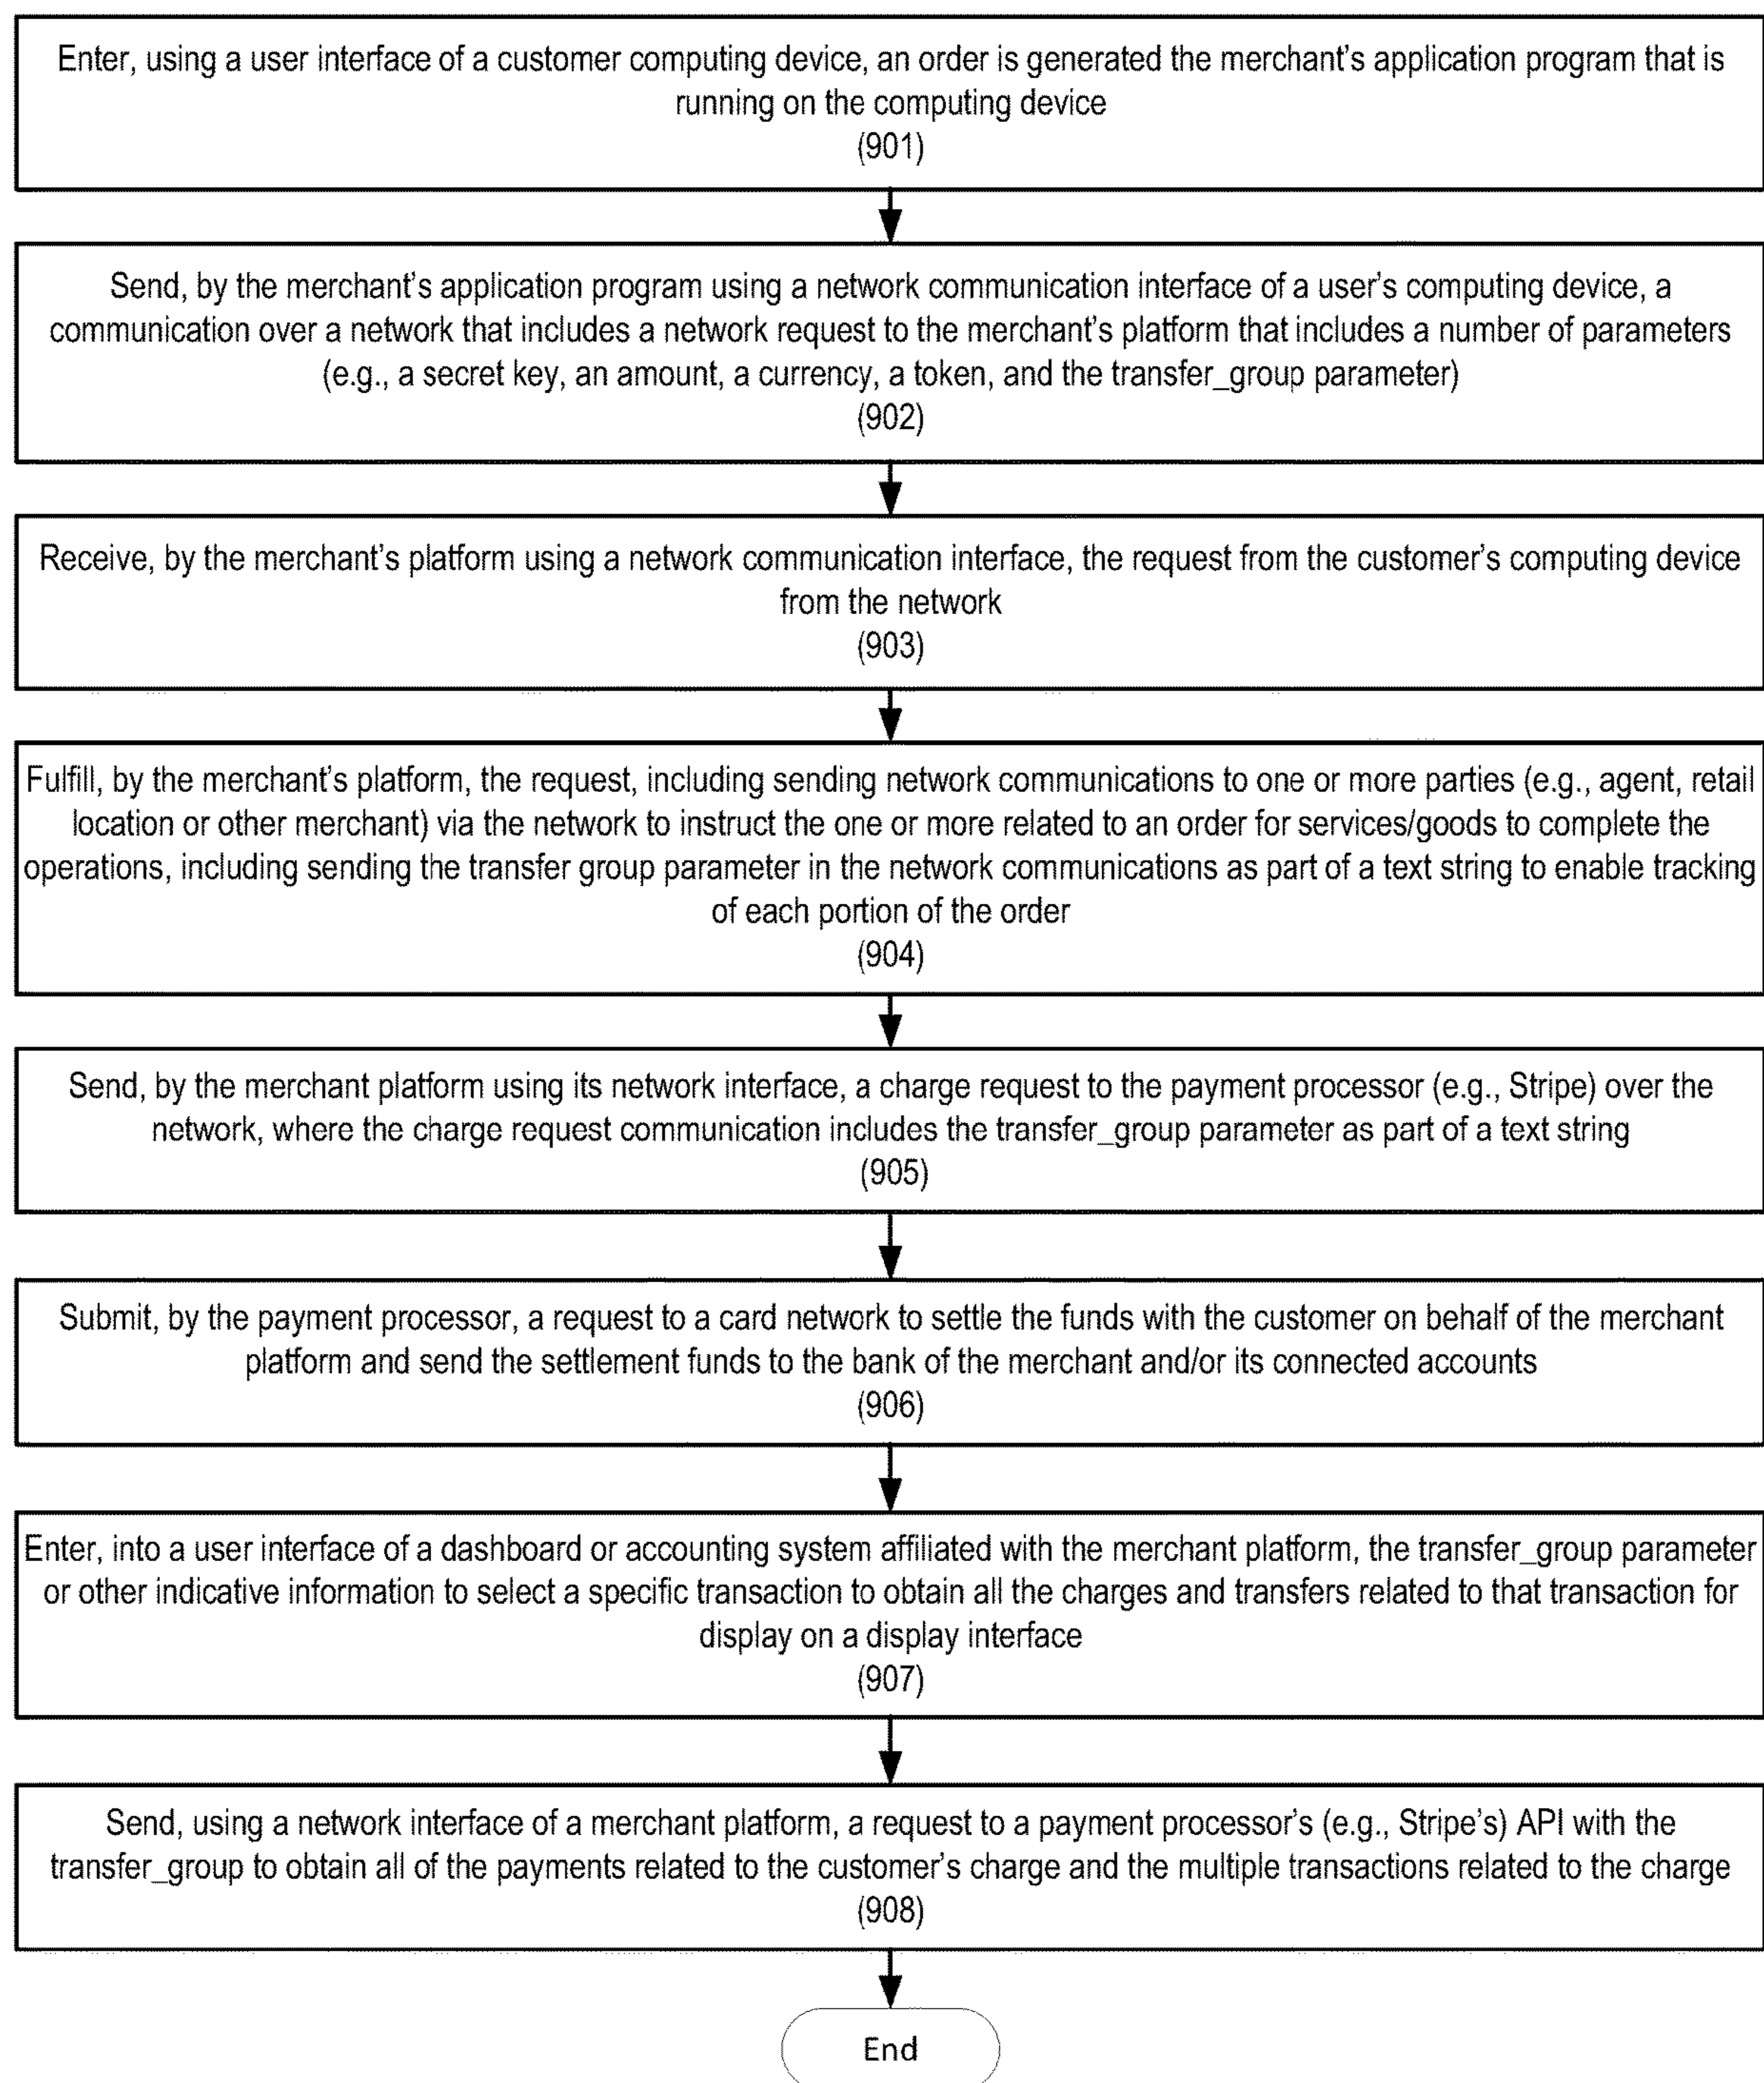 Enter, using a user interface of a customer computing device, an order is generated the merchant's application program that is
running on the computing device
(901)
Send, by the merchant's application program using a network communication interface of a user's computing device, a
communication over a network that includes a network request to the merchant's platform that includes a number of parameters
(e.g., a secret key, an amount, a currency, a token, and the transfer_group parameter)
(902)
Receive, by the merchant's platform using a network communication interface, the request from the customer's computing device
from the network
(903)
Fulfill, by the merchant's platform, the request, including sending network communications to one or more parties (e.g., agent, retail
location or other merchant) via the network to instruct the one or more related to an order for services/goods to complete the
operations, including sending the transfer group parameter in the network communications as part of a text string to enable tracking
of each portion of the order
(904)
Send, by the merchant platform using its network interface, a charge request to the payment processor (e.g., Stripe) over the
network, where the charge request communication includes the transfer_group parameter as part of a text string
(905)
Submit, by the payment processor, a request to a card network to settle the funds with the customer on behalf of the merchant
platform and send the settlement funds to the bank of the merchant and/or its connected accounts
(906)
Enter, into a user interface of a dashboard or accounting system affiliated with the merchant platform, the transfer_group parameter
or other indicative information to select a specific transaction to obtain all the charges and transfers related to that transaction for
display on a display interface
(907)
Send, using a network interface of a merchant platform, a request to a payment processor's (e.g., Stripe's) API with the
transfer_group to obtain all of the payments related to the customer's charge and the multiple transactions related to the charge
(908)
End